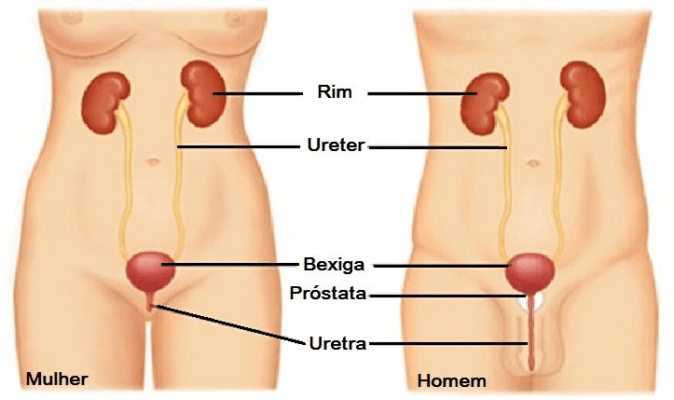 Rim
Ureter
Bexiga
Próstata
Uretra
Mulher
Homem